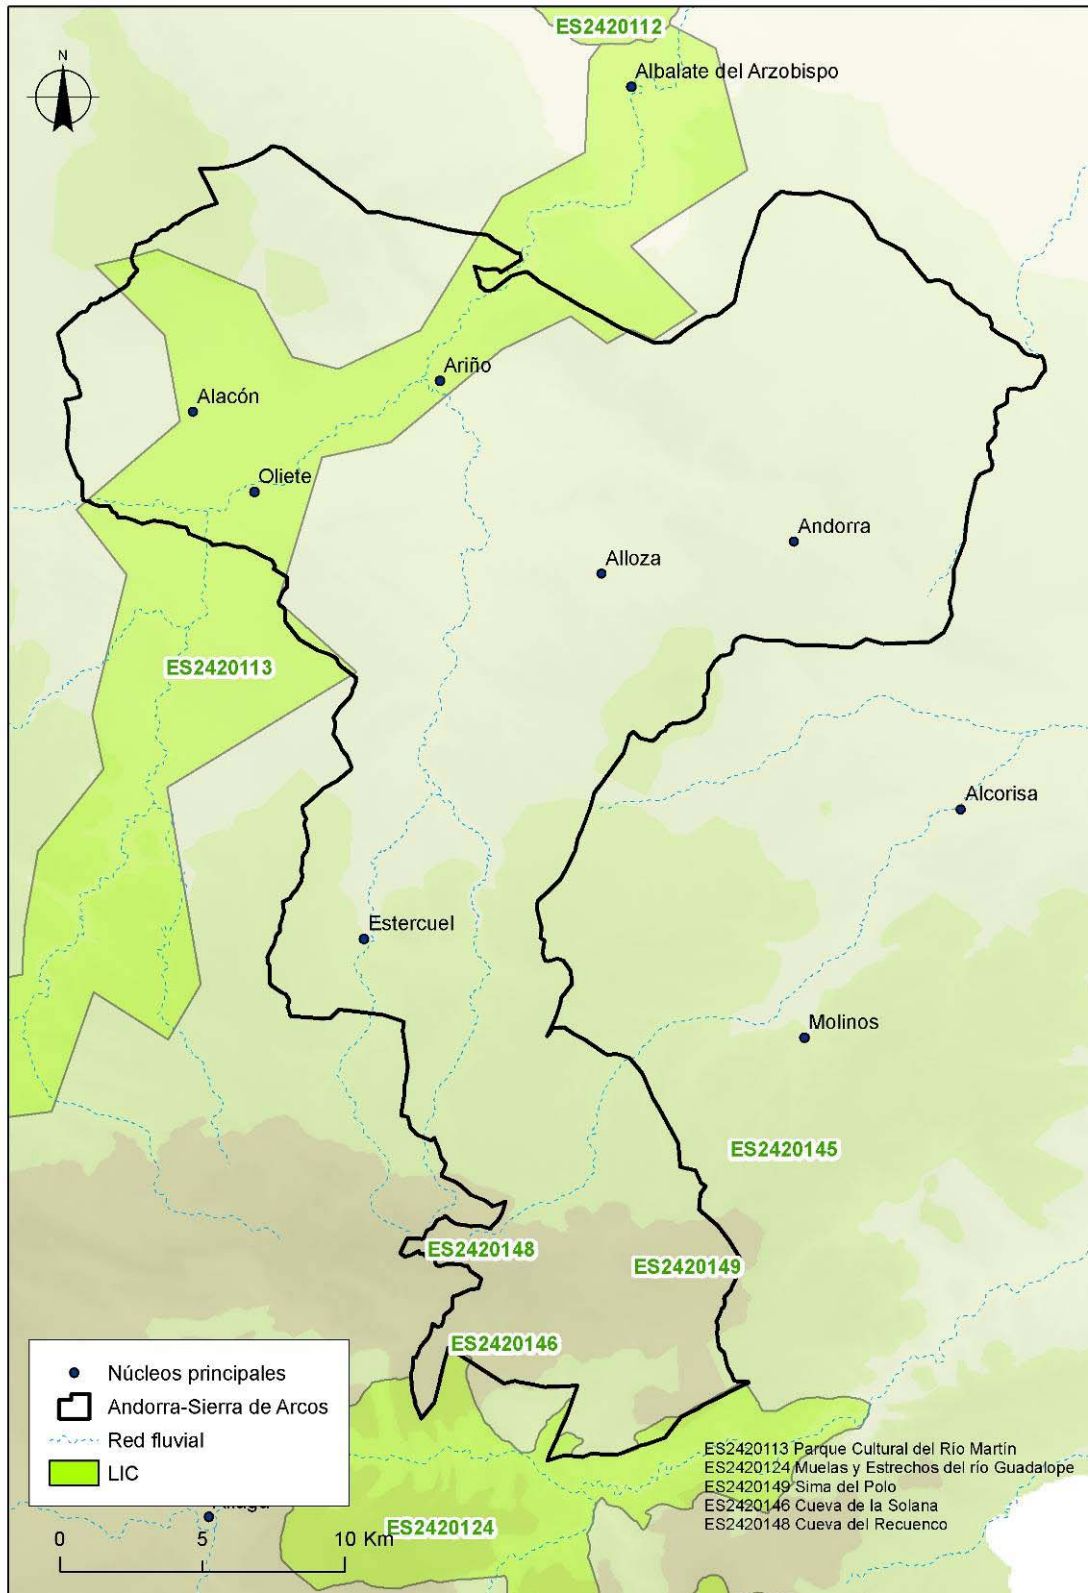 ES2420112
N
Albalate del Arzobispo
Ariño
Alacón
Oliete
Andorra
Alloza
ES2420113
Alcorisa
Estercuel
Molinos
ES2420145
ES2420148
ES2420149
ES2420146
Núcleos principales
Andorra-Sierra de Arcos
Red fluvial
LIC
ES2420113 Parque Cultural del Río Martín
ES2420124 Muelas y Estrechos del río Guadalope
ES2420149 Sima del Polo
ES2420146 Cueva de la Solana
ES2420148 Cueva del Recuenco
ES2420124
0 5 10 Km